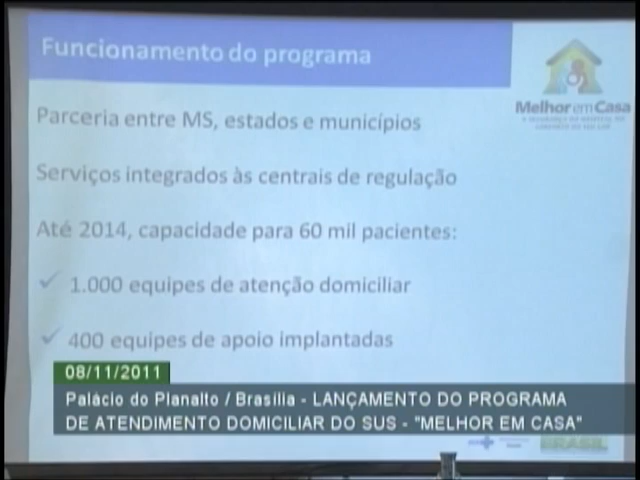 Funcionamento do programa
Melhor em Casa
Parceria entre MS, estados e municípios
Serviços integrados às centrais de regulação
Até 2014, capacidade para 60 mil pacientes:
✓ 1.000 equipes de atenção domiciliar
✓ 400 equipes de apoio implantadas
08/11/2011
Palácio do Planalto / Brasília - LANÇAMENTO DO PROGRAMA
DE ATENDIMENTO DOMICILIAR DO SUS - "MELHOR EM CASA"
BRASIL